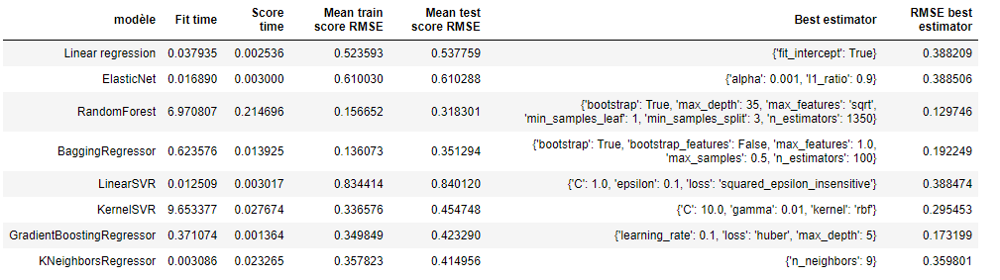 modèle Fit time Score time Mean train score RMSE Mean test score RMSE Best estimator RMSE best estimator
Linear regression 0.037935 0.002536 0.523593 0.537759 {'fit_intercept': True} 0.388209
ElasticNet 0.016890 0.003000 0.610030 0.610288 {'alpha': 0.001, 'l1_ratio': 0.9} 0.388506
RandomForest 6.970807 0.214696 0.156652 0.318301 {'bootstrap': True, 'max_depth': 35, 'max_features': 'sqrt', 'min_samples_leaf': 1, 'min_samples_split': 3, 'n_estimators': 1350} 0.129746
BaggingRegressor 0.623576 0.013925 0.136073 0.351294 {'bootstrap': True, 'bootstrap_features': False, 'max_features': 1.0, 'max_samples': 0.5, 'n_estimators': 100} 0.192249
LinearSVR 0.012509 0.003017 0.834414 0.840120 {'C': 1.0, 'epsilon': 0.1, 'loss': 'squared_epsilon_insensitive'} 0.388474
KernelSVR 9.653377 0.027674 0.336576 0.454748 {'C': 10.0, 'gamma': 0.01, 'kernel': 'rbf'} 0.295453
GradientBoostingRegressor 0.371074 0.001364 0.349849 0.423290 {'learning_rate': 0.1, 'loss': 'huber', 'max_depth': 5} 0.173199
KNeighborsRegressor 0.003086 0.023265 0.357823 0.414956 {'n_neighbors': 9} 0.359801